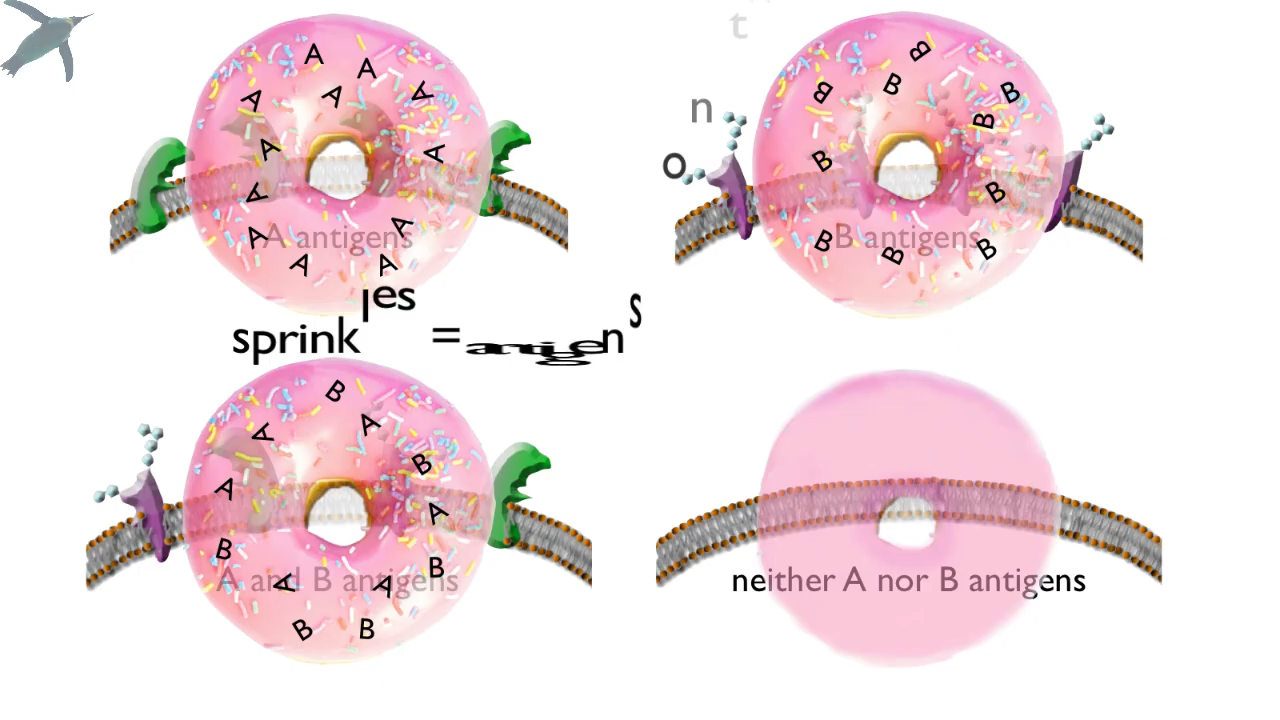 A A A A A A A A A A A A A
A antigens
t
n
o
B B B B B B B B B B B
B antigens
sprinkles = antigens
B A A B A A B B A A B B
A and B antigens
neither A nor B antigens